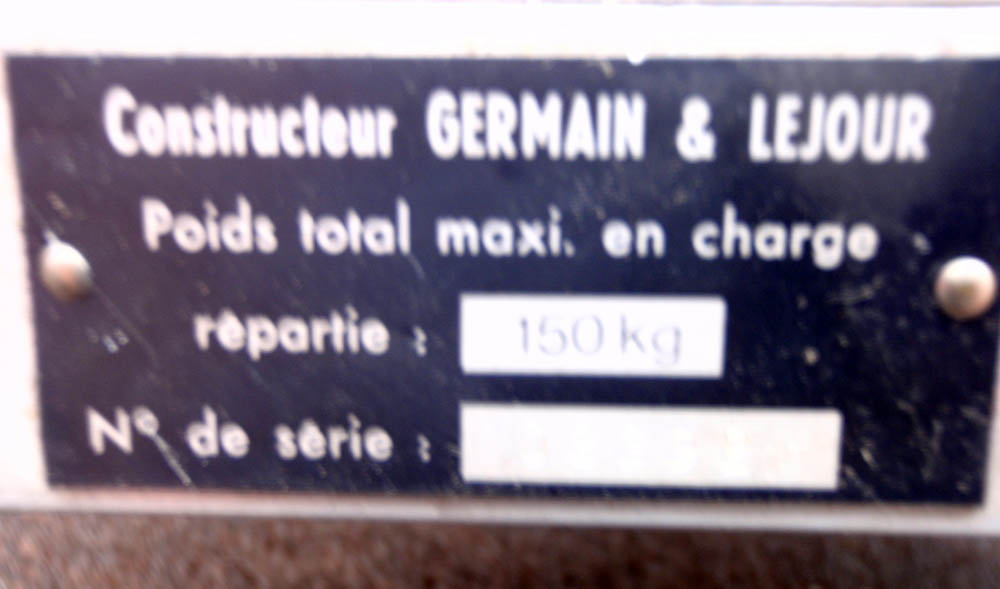 Constructeur GERMAIN & LEJOUR
Poids total maxi. en charge
répartie : 150 kg
N° de série :